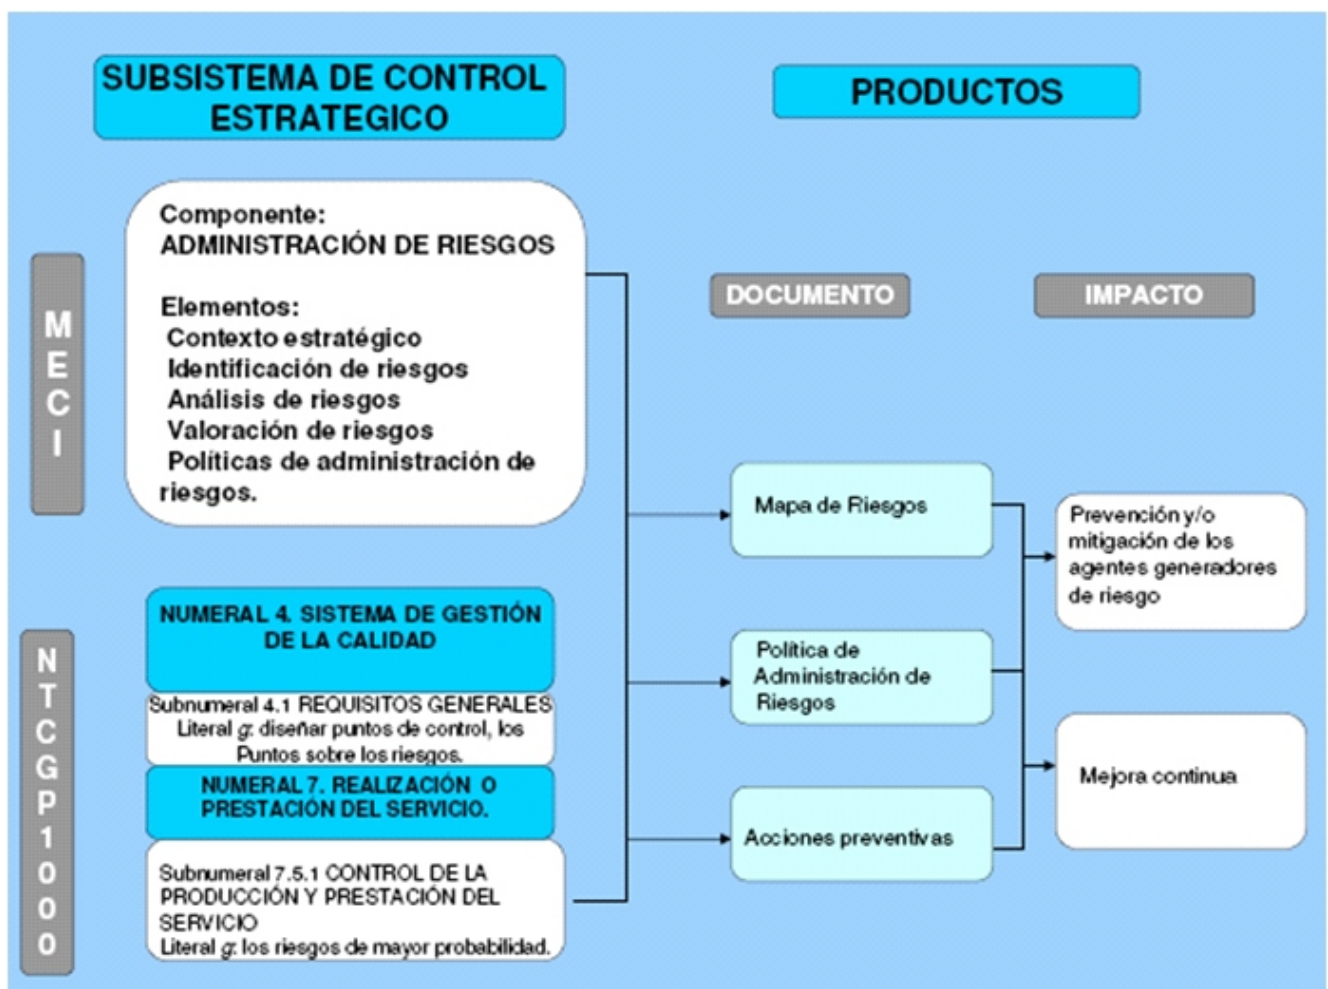 SUBSISTEMA DE CONTROL
ESTRATEGICO
PRODUCTOS
MECI
Componente:
ADMINISTRACIÓN DE RIESGOS
Elementos:
Contexto estratégico
Identificación de riesgos
Análisis de riesgos
Valoración de riesgos
Políticas de administración de
riesgos.
DOCUMENTO
IMPACTO
Mapa de Riesgos
Prevención y/o
mitigación de los
agentes generadores
de riesgo
NTCGP1000
NUMERAL 4. SISTEMA DE GESTIÓN
DE LA CALIDAD
Subnumeral 4.1 REQUISITOS GENERALES
Literal g: diseñar puntos de control, los
Puntos sobre los riesgos.
NUMERAL 7. REALIZACIÓN O
PRESTACIÓN DEL SERVICIO.
Subnumeral 7.5.1 CONTROL DE LA
PRODUCCIÓN Y PRESTACIÓN DEL
SERVICIO
Literal g: los riesgos de mayor probabilidad.
Política de
Administración de
Riesgos
Acciones preventivas
Mejora continua